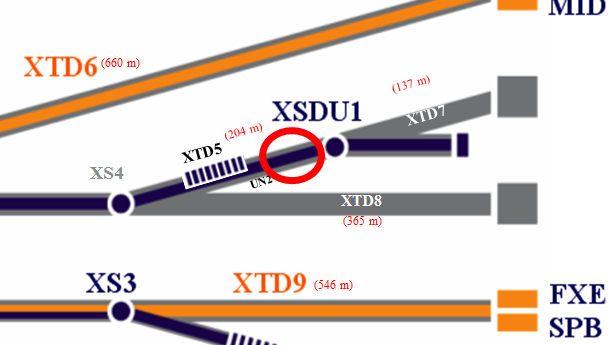 MID
XTD6 (660 m)
(137 m)
XSDU1
XTD7
(204 m)
XTD5
XS4
UN2
XTD8
(365 m)
XS3
XTD9 (546 m)
FXE
SPB